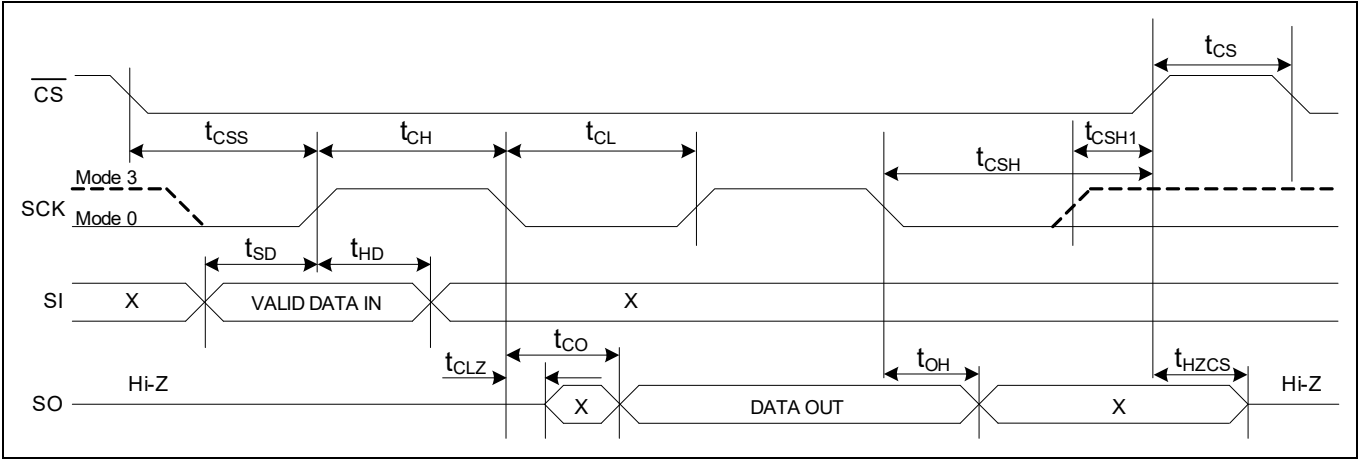 tCS
CS
tCSS tCH tCL tCSH1
tCSH
Mode 3
SCK Mode 0
tSD tHD
SI X VALID DATA IN X
tCO
tCLZ tOH tHZCS
Hi-Z Hi-Z
SO X DATA OUT X